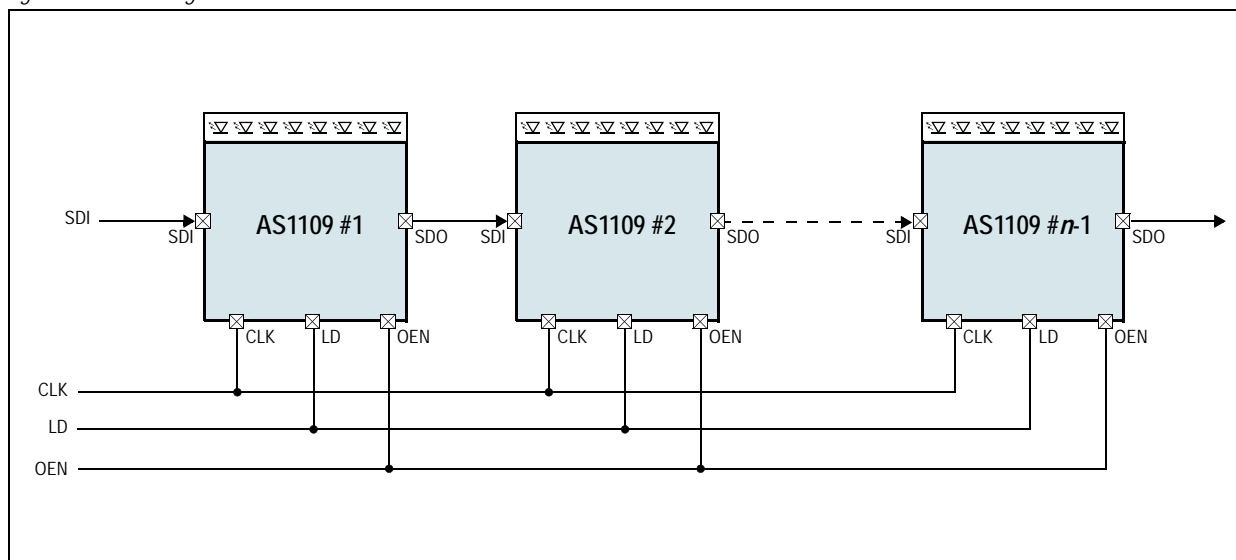 SDI
SDI
AS1109 #1
SDO
SDI
AS1109 #2
SDO
SDI
AS1109 #n-1
SDO
CLK
LD
OEN
CLK
LD
OEN
CLK
LD
OEN
CLK
LD
OEN